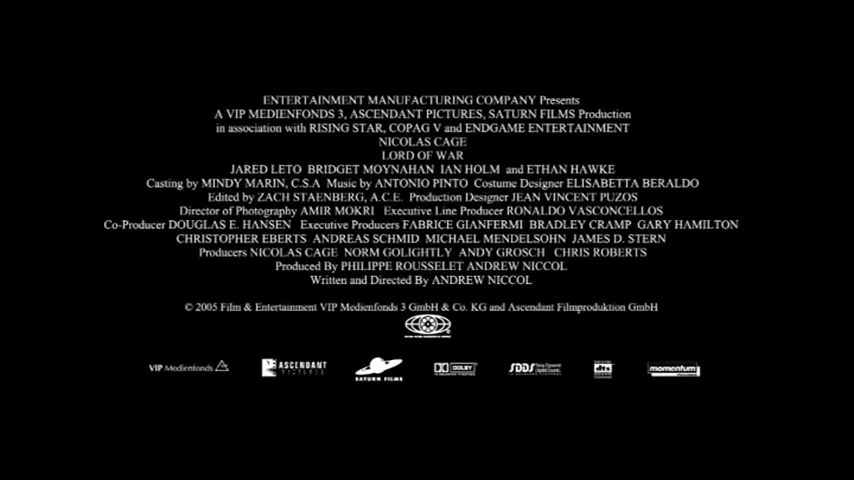 ENTERTAINMENT MANUFACTURING COMPANY Presents
A VIP MEDIENFONDS 3, ASCENDANT PICTURES, SATURN FILMS Production
in association with RISING STAR, COPAG V and ENDGAME ENTERTAINMENT
NICOLAS CAGE
LORD OF WAR
JARED LETO BRIDGET MOYNAHAN IAN HOLM and ETHAN HAWKE
Casting by MINDY MARIN, C.S.A Music by ANTONIO PINTO Costume Designer ELISABETTA BERALDO
Edited by ZACH STAENBERG, A.C.E. Production Designer JEAN VINCENT PUZOS
Director of Photography AMIR MOKRI Executive Line Producer RONALDO VASCONCELLOS
Co-Producer DOUGLAS E. HANSEN Executive Producers FABRICE GIANFERMI BRADLEY CRAMP GARY HAMILTON
CHRISTOPHER EBERTS ANDREAS SCHMID MICHAEL MENDELSOHN JAMES D. STERN
Producers NICOLAS CAGE NORM GOLIGHTLY ANDY GROSCH CHRIS ROBERTS
Produced By PHILIPPE ROUSSELET ANDREW NICCOL
Written and Directed By ANDREW NICCOL
© 2005 Film & Entertainment VIP Medienfonds 3 GmbH & Co. KG and Ascendant Filmproduktion GmbH
VIP Medienfonds ASCENDANT PICTURES SATURN FILMS DOLBY SDDS dts momentum